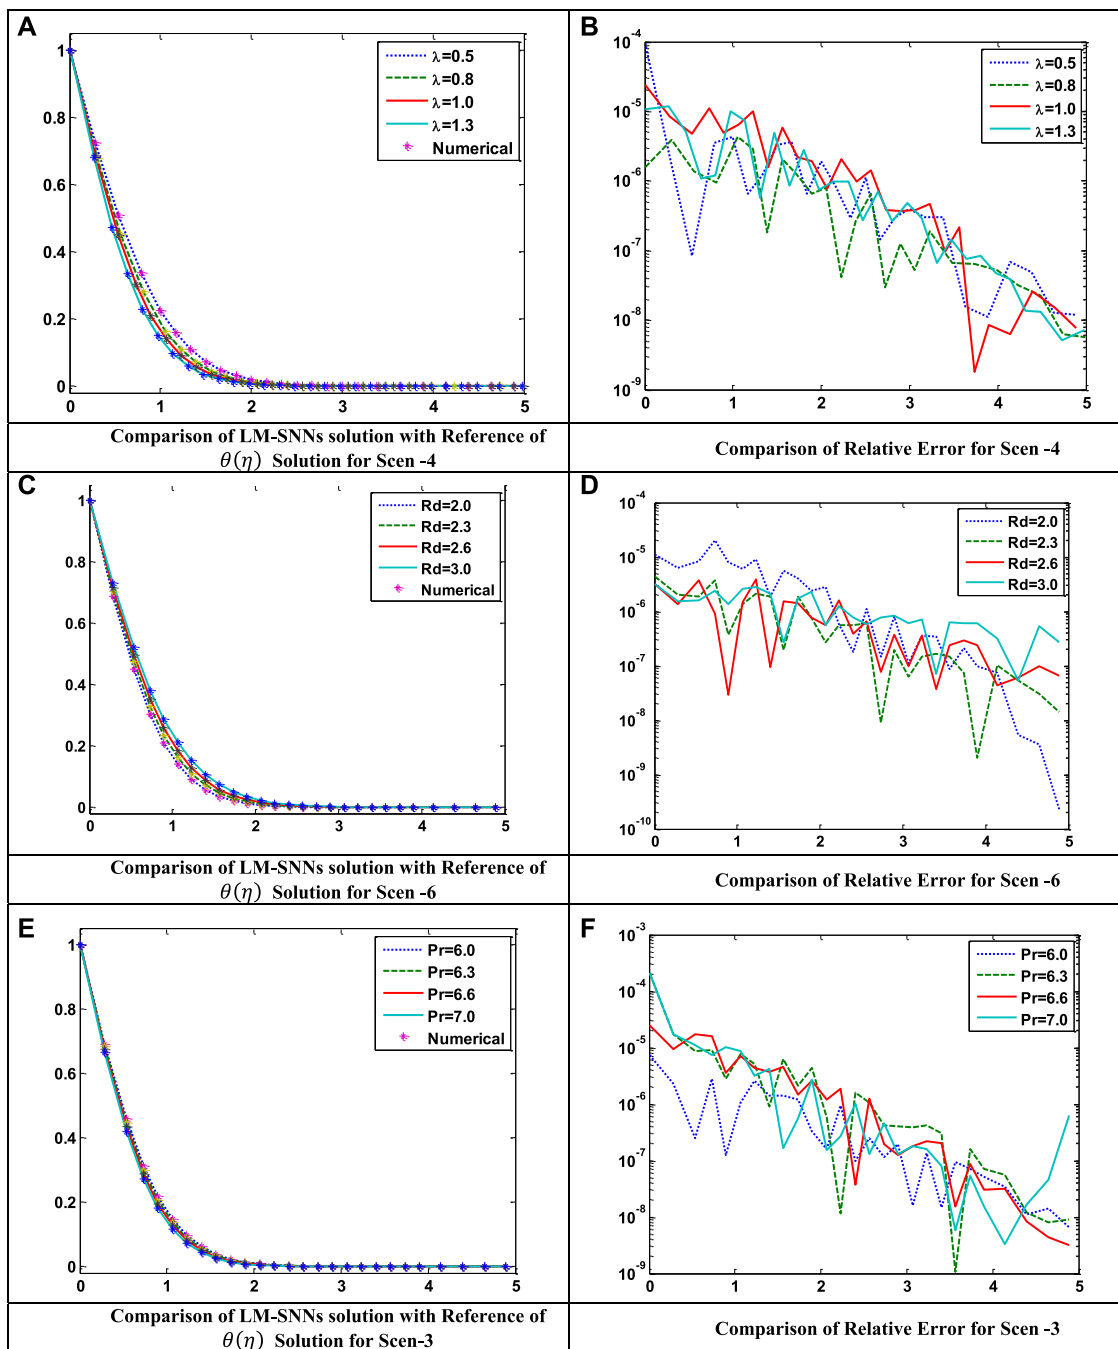 A
1
0.8
0.6
0.4
0.2
0
0 1 2 3 4 5
λ=0.5
λ=0.8
λ=1.0
λ=1.3
Numerical
B
10-4
10-5
10-6
10-7
10-8
10-9
0 1 2 3 4 5
λ=0.5
λ=0.8
λ=1.0
λ=1.3
Comparison of LM-SNNs solution with Reference of
θ(η) Solution for Scen -4
Comparison of Relative Error for Scen -4
C
1
0.8
0.6
0.4
0.2
0
0 1 2 3 4 5
Rd=2.0
Rd=2.3
Rd=2.6
Rd=3.0
Numerical
D
10-4
10-5
10-6
10-7
10-8
10-9
10-10
0 1 2 3 4 5
Rd=2.0
Rd=2.3
Rd=2.6
Rd=3.0
Comparison of LM-SNNs solution with Reference of
θ(η) Solution for Scen -6
Comparison of Relative Error for Scen -6
E
1
0.8
0.6
0.4
0.2
0
0 1 2 3 4 5
Pr=6.0
Pr=6.3
Pr=6.6
Pr=7.0
Numerical
F
10-3
10-4
10-5
10-6
10-7
10-8
10-9
0 1 2 3 4 5
Pr=6.0
Pr=6.3
Pr=6.6
Pr=7.0
Comparison of LM-SNNs solution with Reference of
θ(η) Solution for Scen-3
Comparison of Relative Error for Scen -3